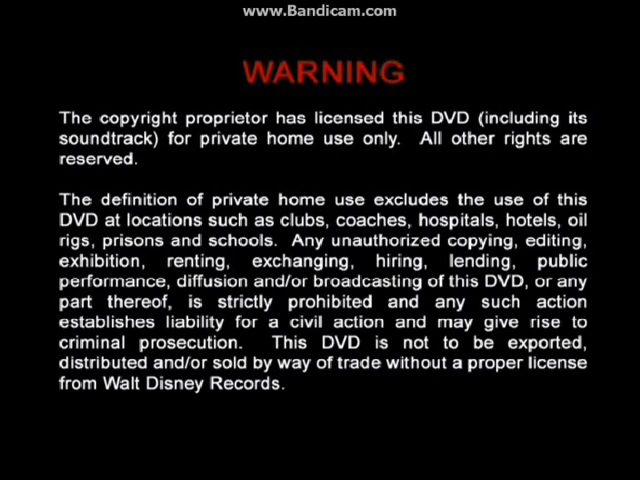 www.Bandicam.com
WARNING
The copyright proprietor has licensed this DVD (including its
soundtrack) for private home use only. All other rights are
reserved.
The definition of private home use excludes the use of this
DVD at locations such as clubs, coaches, hospitals, hotels, oil
rigs, prisons and schools. Any unauthorized copying, editing,
exhibition, renting, exchanging, hiring, lending, public
performance, diffusion and/or broadcasting of this DVD, or any
part thereof, is strictly prohibited and any such action
establishes liability for a civil action and may give rise to
criminal prosecution. This DVD is not to be exported,
distributed and/or sold by way of trade without a proper license
from Walt Disney Records.